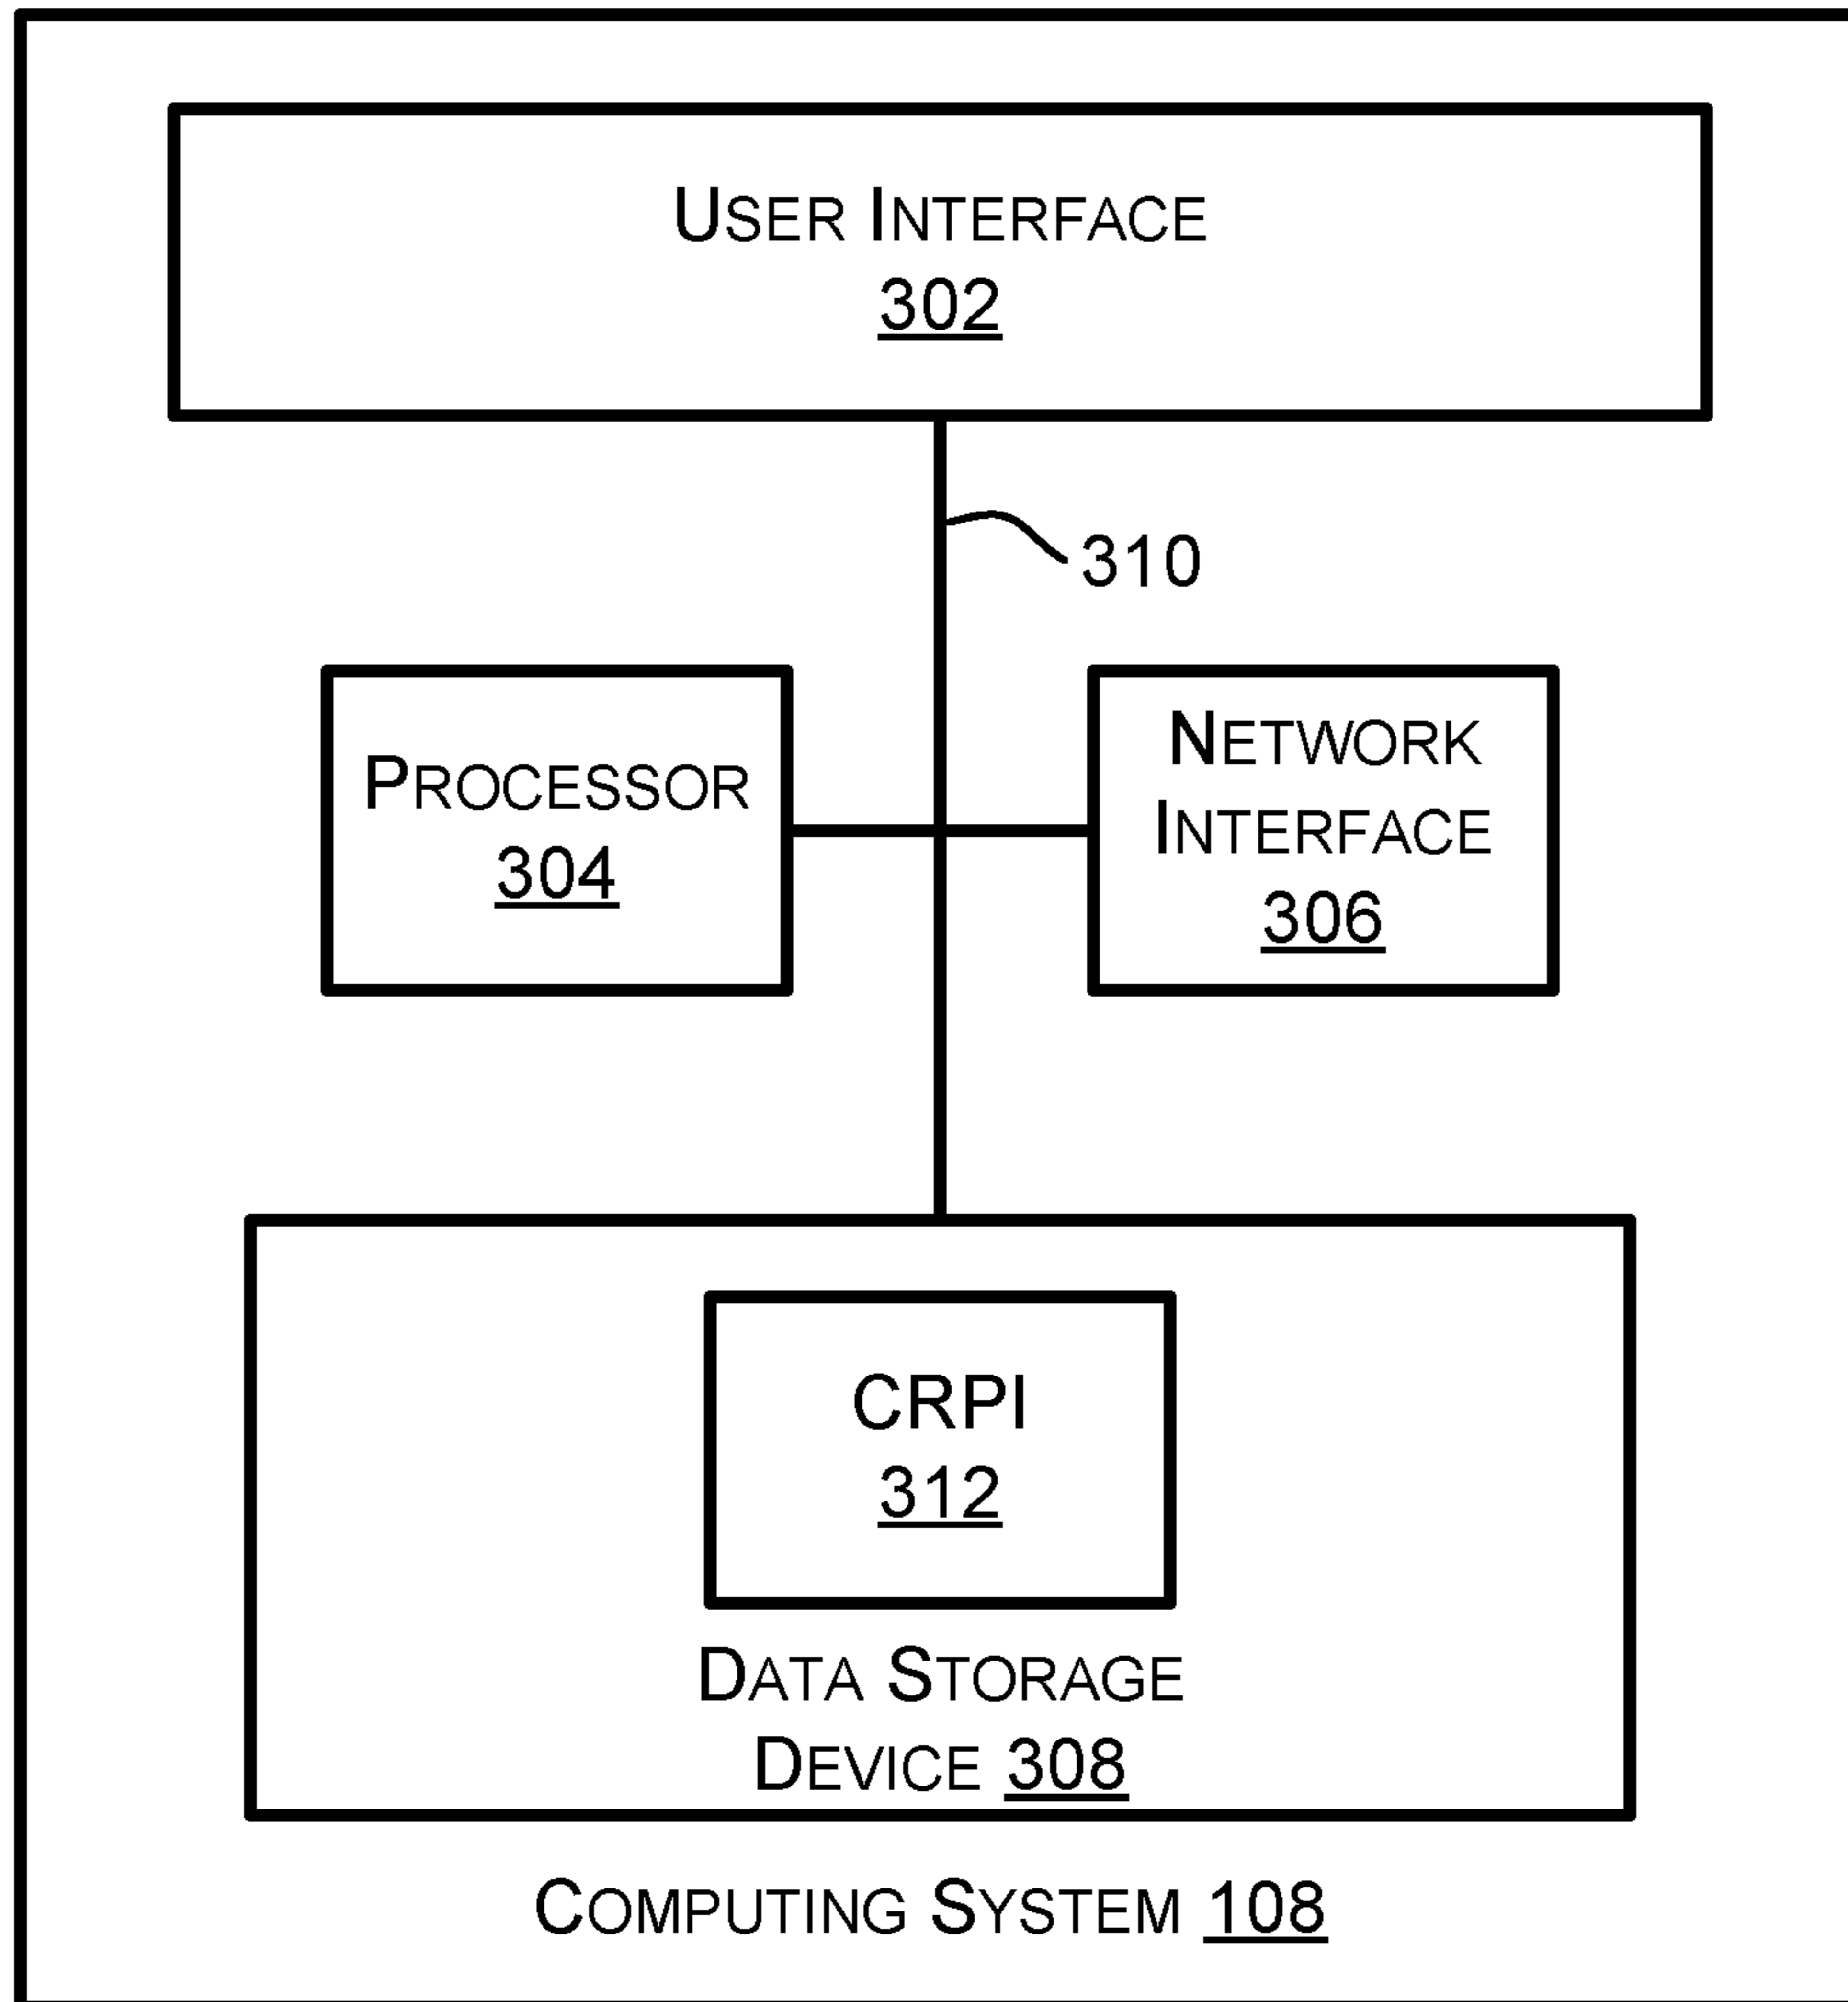 USER INTERFACE
302
310
PROCESSOR
304
NETWORK
INTERFACE
306
CRPI
312
DATA STORAGE
DEVICE 308
COMPUTING SYSTEM 108